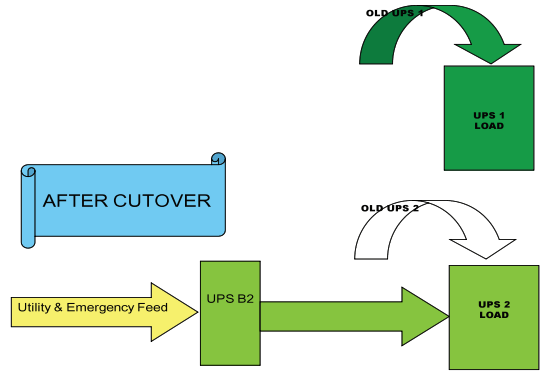 OLD UPS 1
UPS 1
LOAD
AFTER CUTOVER
OLD UPS 2
Utility & Emergency Feed
UPS B2
UPS 2
LOAD